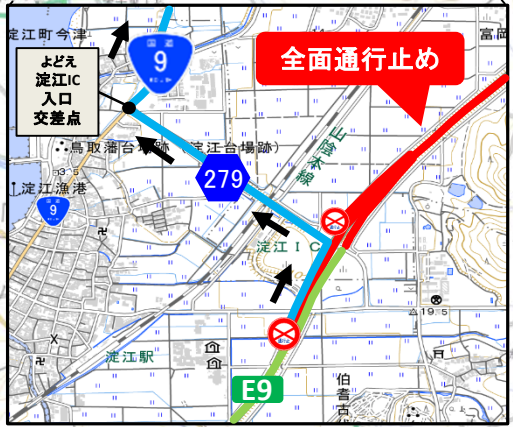 淀江町今津
富岡
国道
9
全面通行止め
よどえ
淀江IC
入口
交差点
山陰本線
鳥取藩台場跡(淀江台場跡)
3.5
淀江漁港
279
9
淀江IC
19.5
淀江駅
E9
伯耆古代